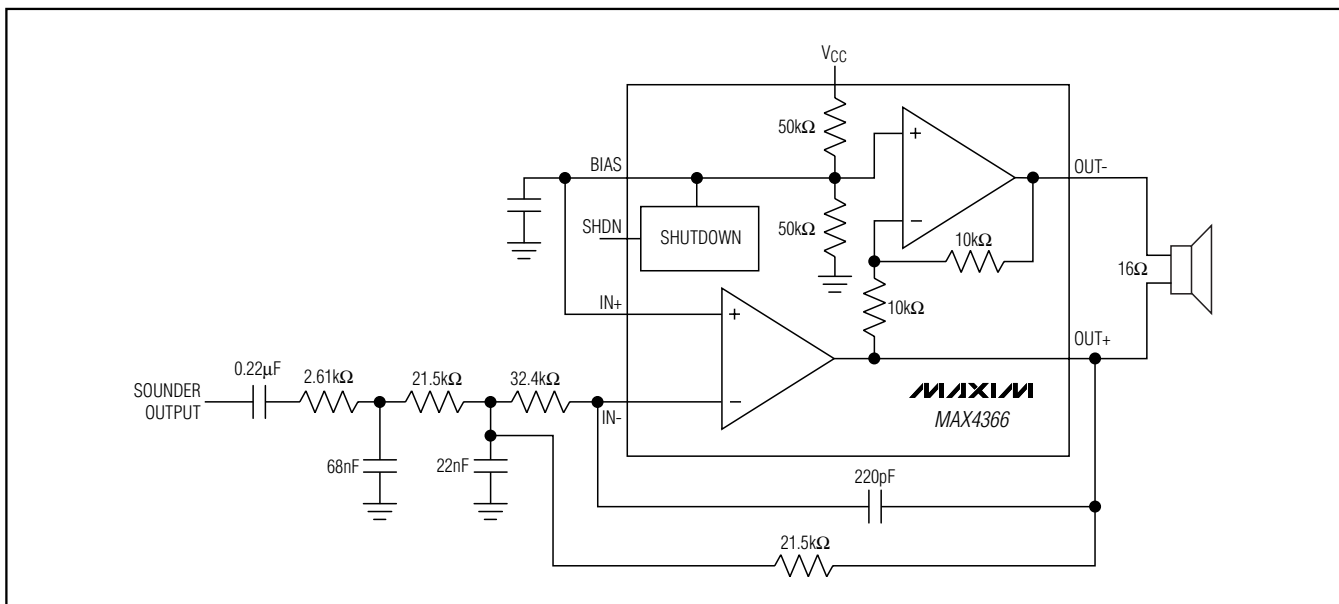 VCC
50kΩ
BIAS
OUT-
SHDN
SHUTDOWN
50kΩ
10kΩ
16Ω
10kΩ
IN+
OUT+
SOUNDER
OUTPUT
0.22µF
2.61kΩ
21.5kΩ
32.4kΩ
IN-
MAXIM
MAX4366
68nF
22nF
220pF
21.5kΩ